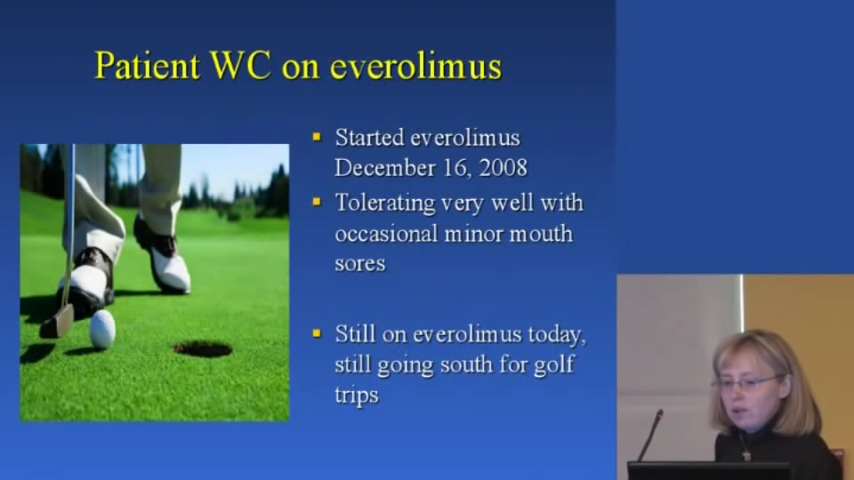 Patient WC on everolimus
Started everolimus
December 16, 2008
Tolerating very well with
occasional minor mouth
sores
Still on everolimus today,
still going south for golf
trips